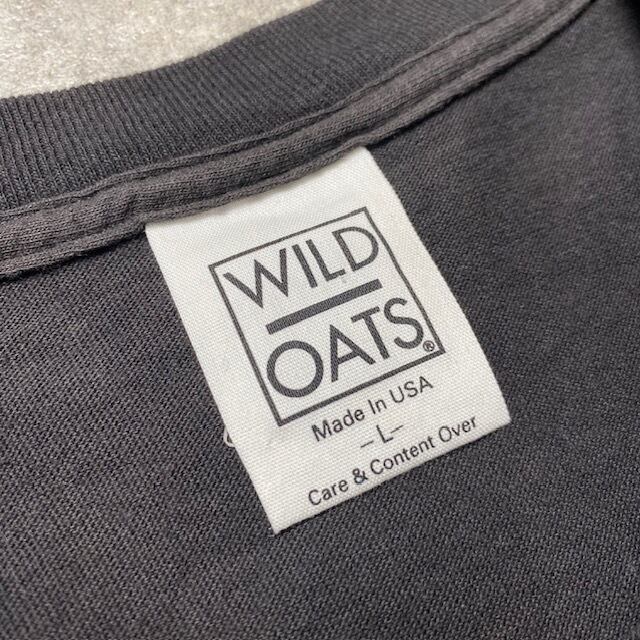 WILD
OATS®
Made In USA
-L-
Care & Content Over